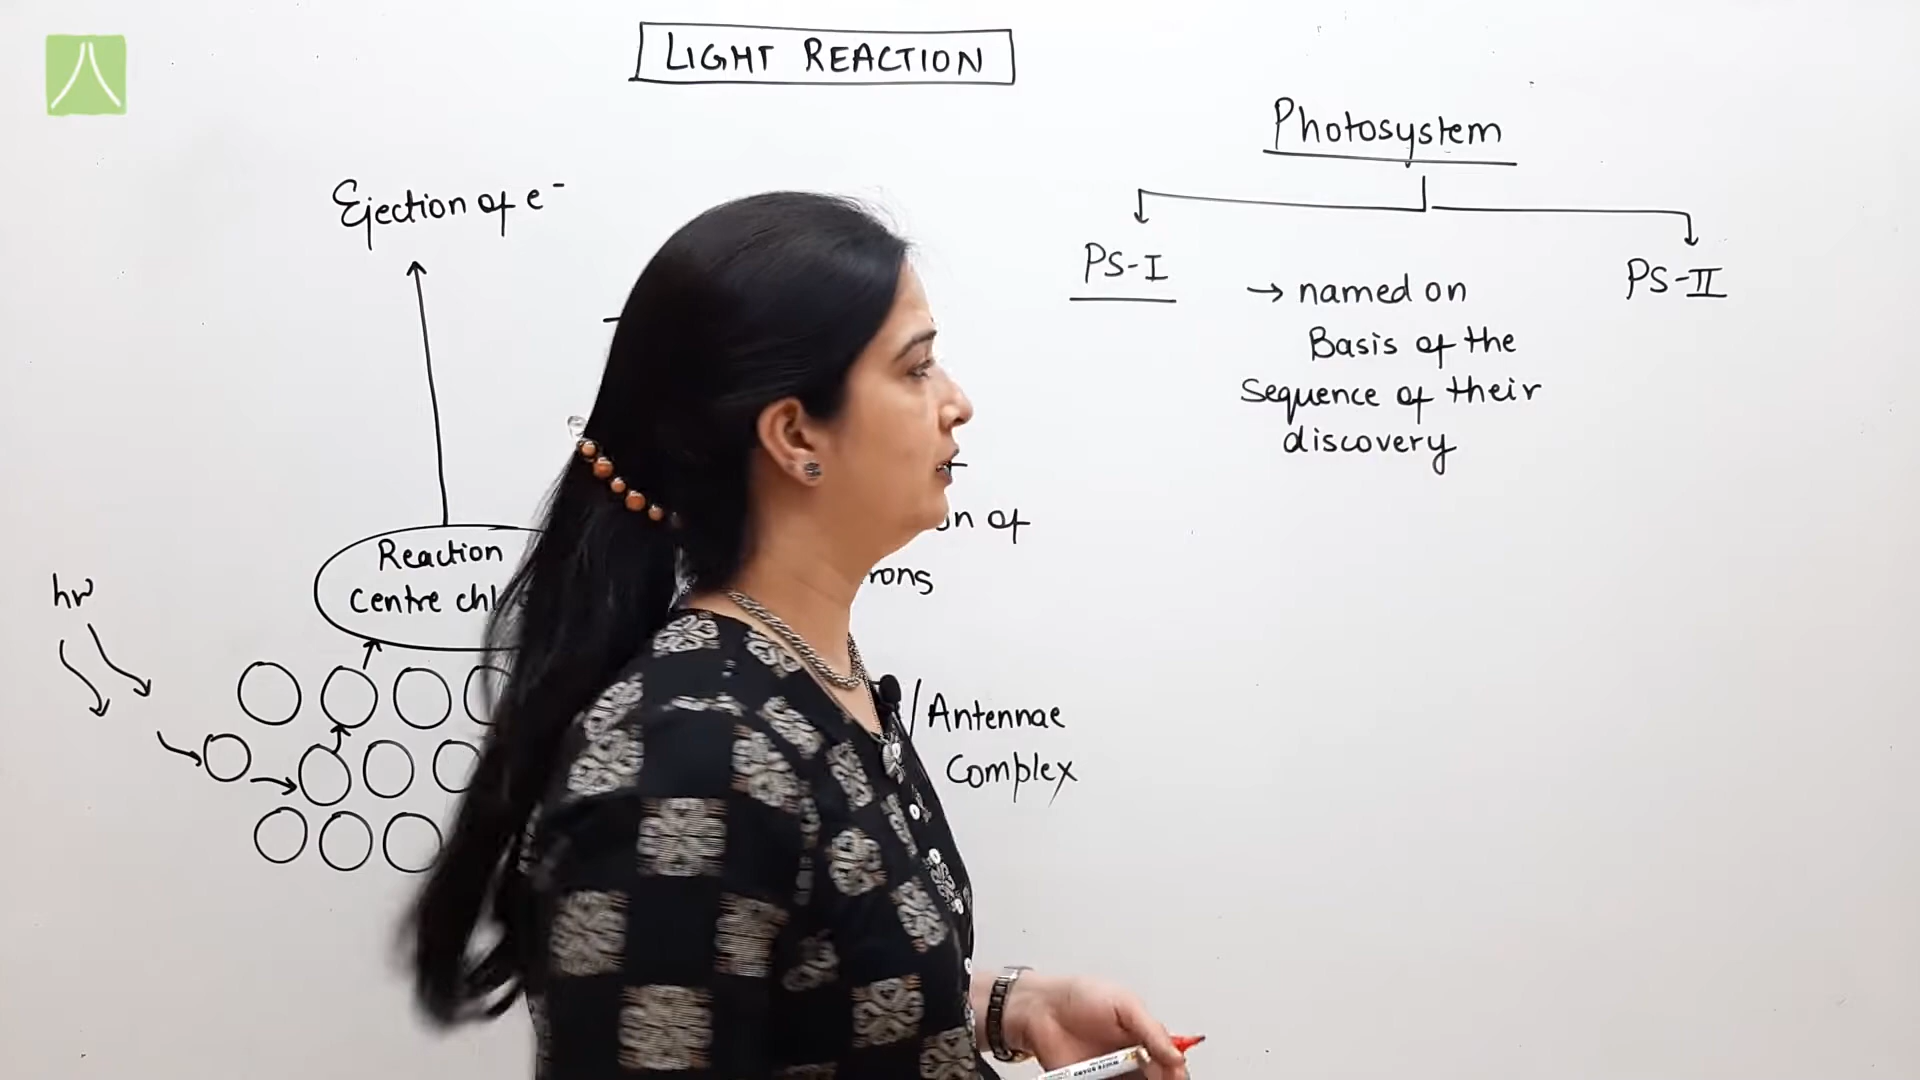 LIGHT REACTION
Ejection of e⁻
Reaction
Centre
hν
of
Antennae
Complex
Photosystem
PS-I
PS-II
→ named on
Basis of the
Sequence of their
discovery